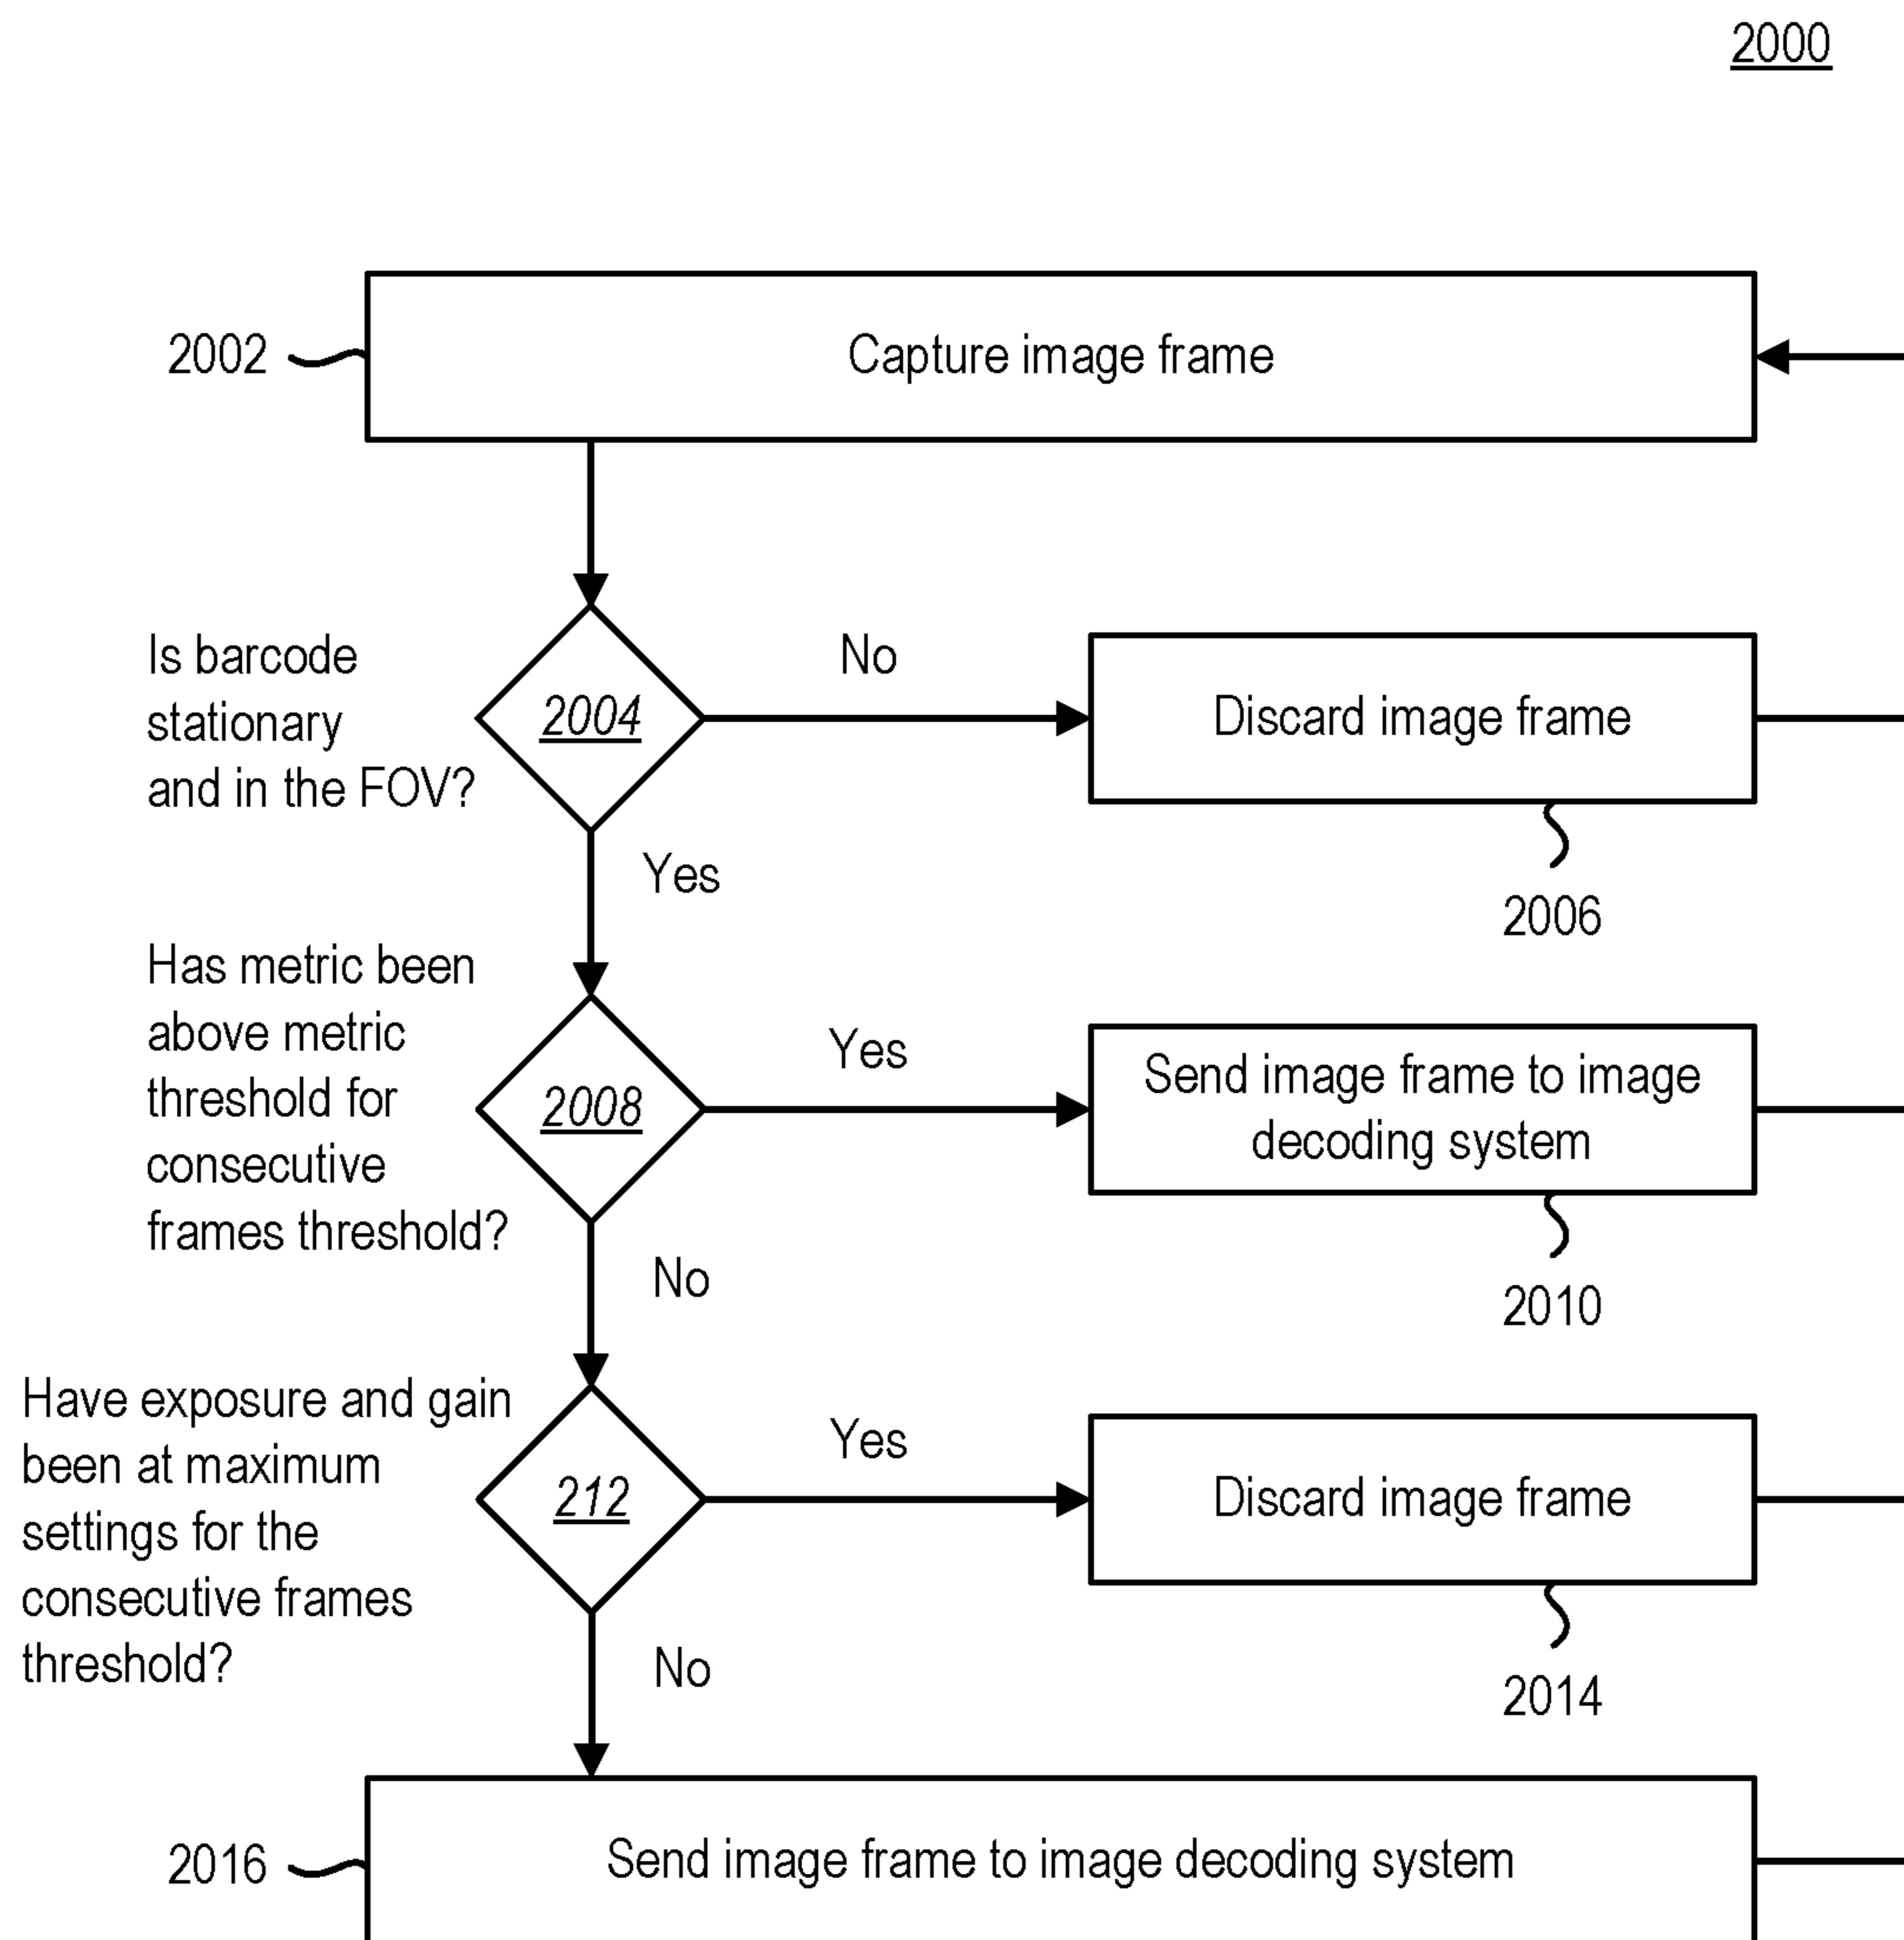 2000
2002
Capture image frame
Is barcode
stationary
and in the FOV?
2004
No
Discard image frame
2006
Yes
Has metric been
above metric
threshold for
consecutive
frames threshold?
2008
Yes
Send image frame to image
decoding system
2010
No
Have exposure and gain
been at maximum
settings for the
consecutive frames
threshold?
212
Yes
Discard image frame
2014
No
2016
Send image frame to image decoding system